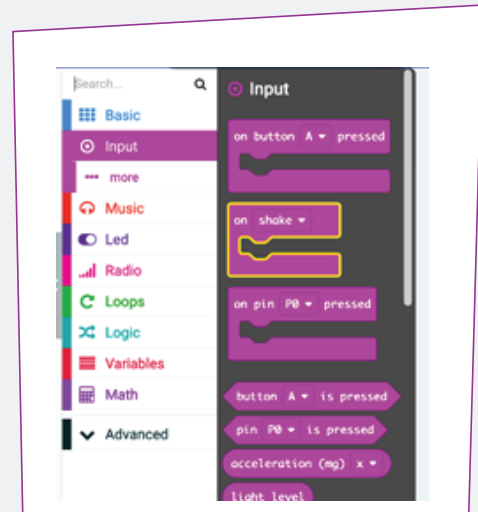 Search...
Basic
Input
more
Music
Led
Radio
Loops
Logic
Variables
Math
Advanced
Input
on button A pressed
on shake
on pin P0 pressed
button A is pressed
pin P0 is pressed
acceleration (mg) x
light level